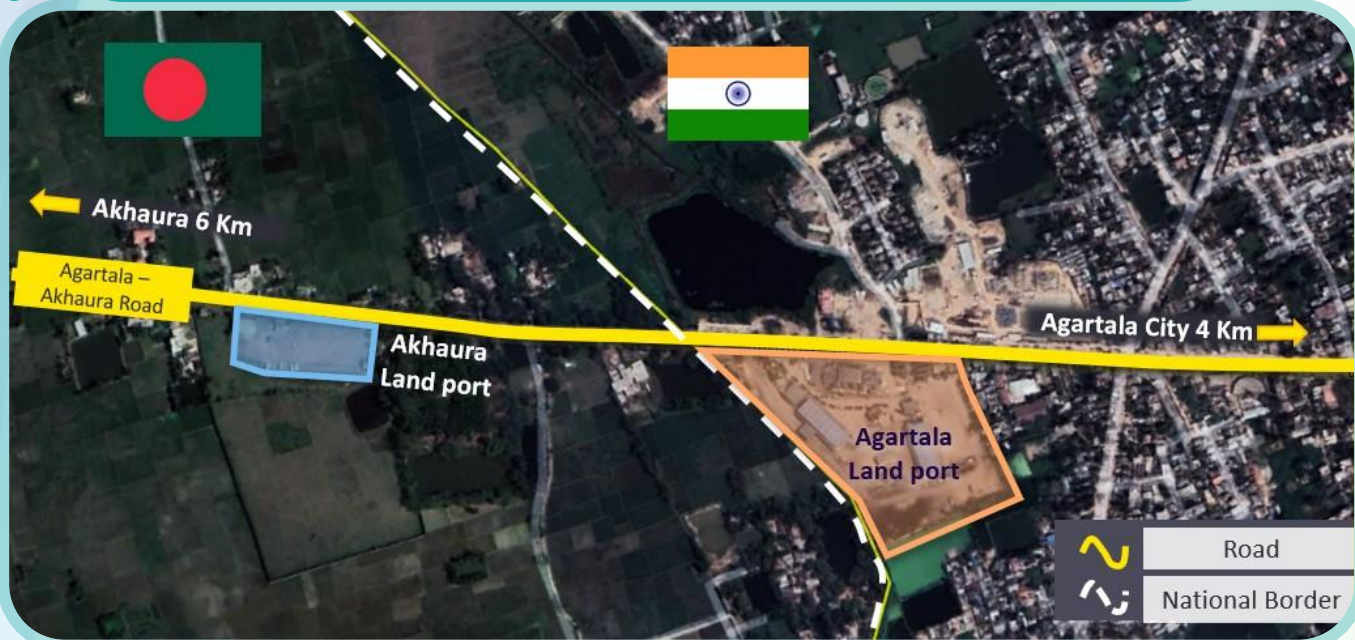 Akhaura 6 Km
Agartala –
Akhaura Road
Akhaura
Land port
Agartala City 4 Km
Agartala
Land port
Road
National Border